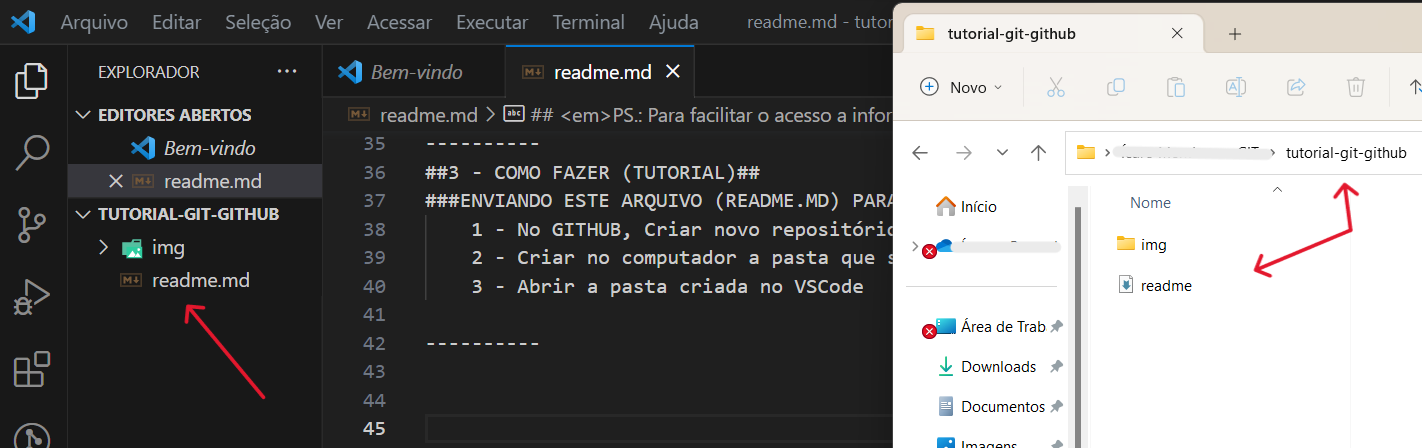 Arquivo Editar Seleção Ver Acessar Executar Terminal Ajuda readme.md - tutor
EXPLORADOR
EDITORES ABERTOS
Bem-vindo
readme.md
TUTORIAL-GIT-GITHUB
img
readme.md
Bem-vindo readme.md
readme.md > abc ## <em>PS.: Para facilitar o acesso a infor
35 ----------
36 ##3 - COMO FAZER (TUTORIAL)##
37 ###ENVIANDO ESTE ARQUIVO (README.MD) PARA
38 1 - No GITHUB, Criar novo repositório
39 2 - Criar no computador a pasta que s
40 3 - Abrir a pasta criada no VSCode
41
42 ----------
43
44
45
tutorial-git-github
Novo
tutorial-git-github
Início
Área de Trab
Downloads
Documentos
Imagens
Nome
img
readme